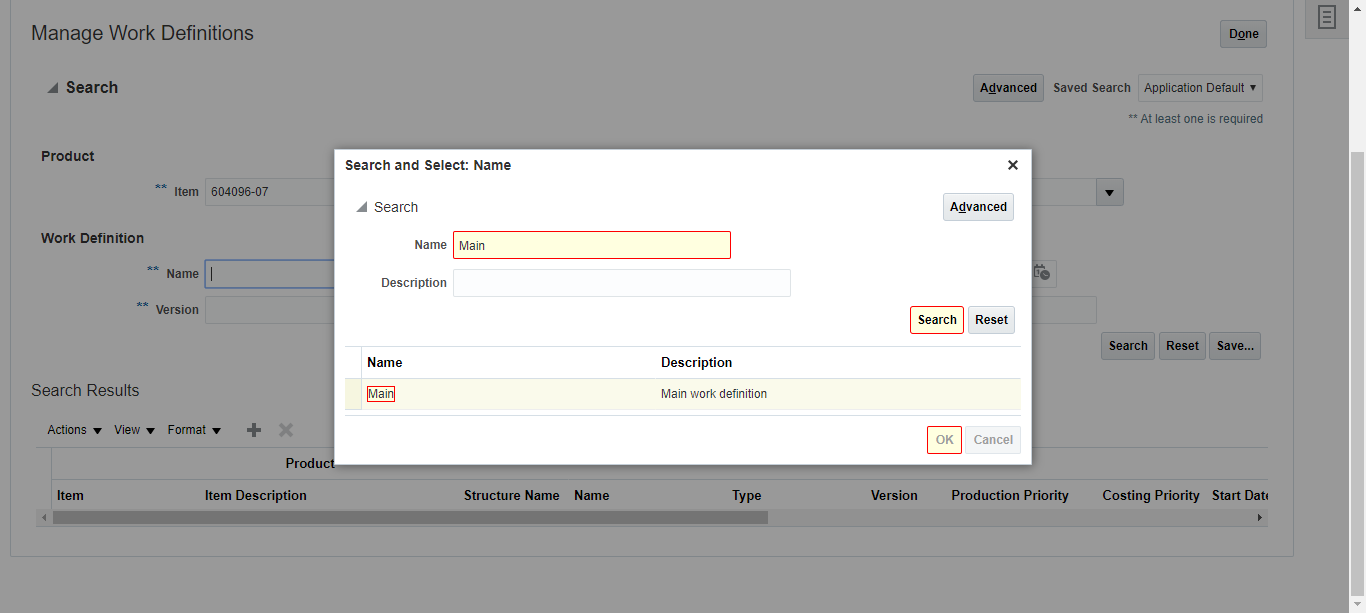 Manage Work Definitions
Done
Search
Advanced Saved Search Application Default
** At least one is required
Product
** Item 604096-07
Work Definition
** Name
** Version
Search Reset Save...
Search and Select: Name
Search
Advanced
Name Main
Description
Search Reset
Name Description
Main Main work definition
OK Cancel
Search Results
Actions View Format
Product
Item Item Description Structure Name Name Type Version Production Priority Costing Priority Start Date